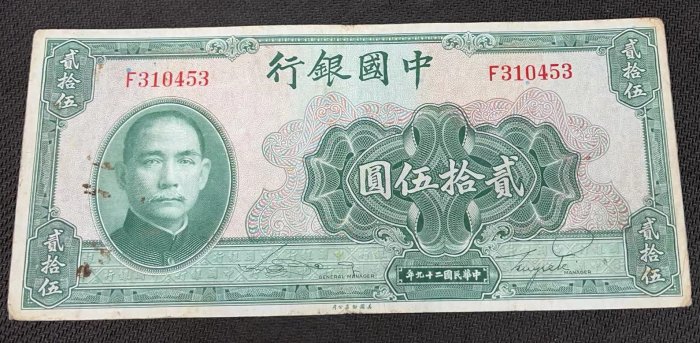 貳拾伍
貳拾伍
中國銀行
F310453
F310453
貳拾伍圓
GENERAL MANAGER
中華民國二十九年
MANAGER
貳拾伍
貳拾伍